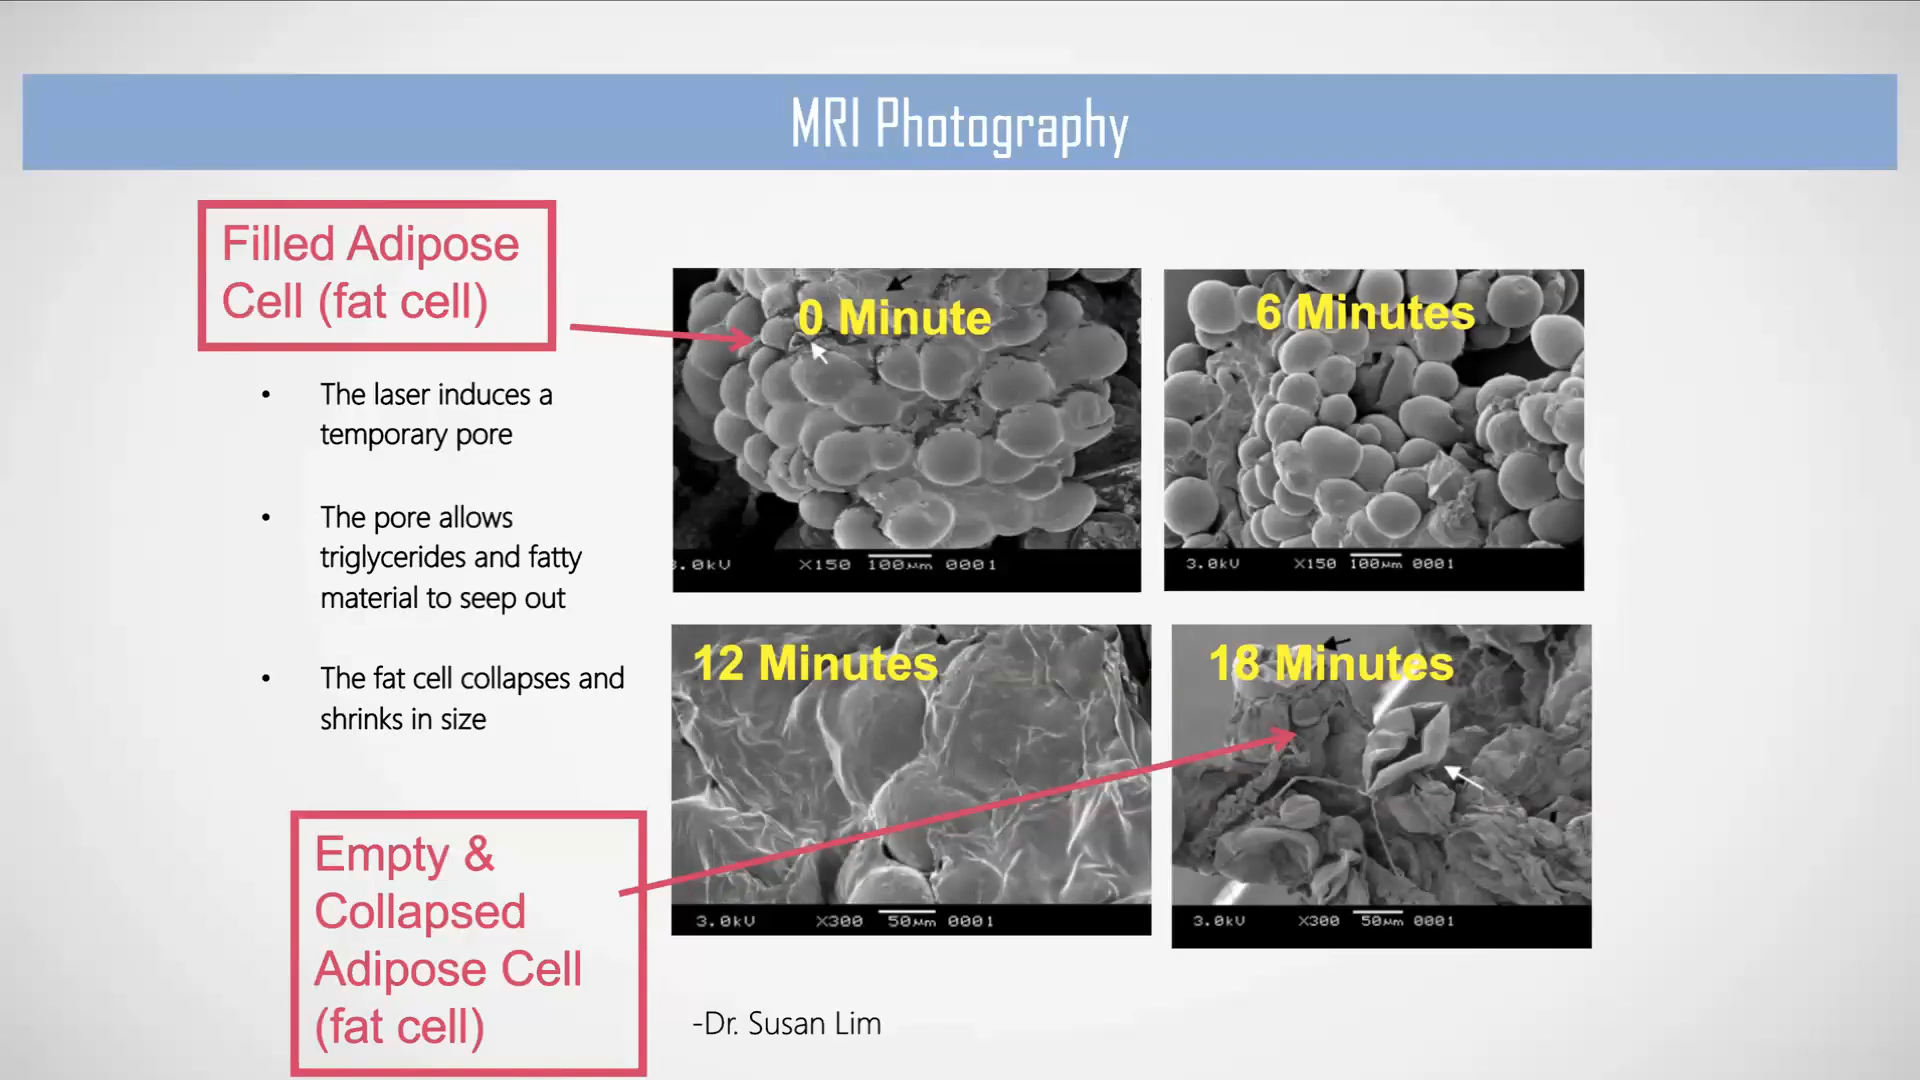 MRI Photography
Filled Adipose
Cell (fat cell)
• The laser induces a
temporary pore
• The pore allows
triglycerides and fatty
material to seep out
• The fat cell collapses and
shrinks in size
Empty &
Collapsed
Adipose Cell
(fat cell)
0 Minute
3.0kV X150 100µm 0001
6 Minutes
3.0kV X150 100µm 0001
12 Minutes
3.0kV X300 50µm 0001
18 Minutes
3.0kV X300 50µm 0001
-Dr. Susan Lim